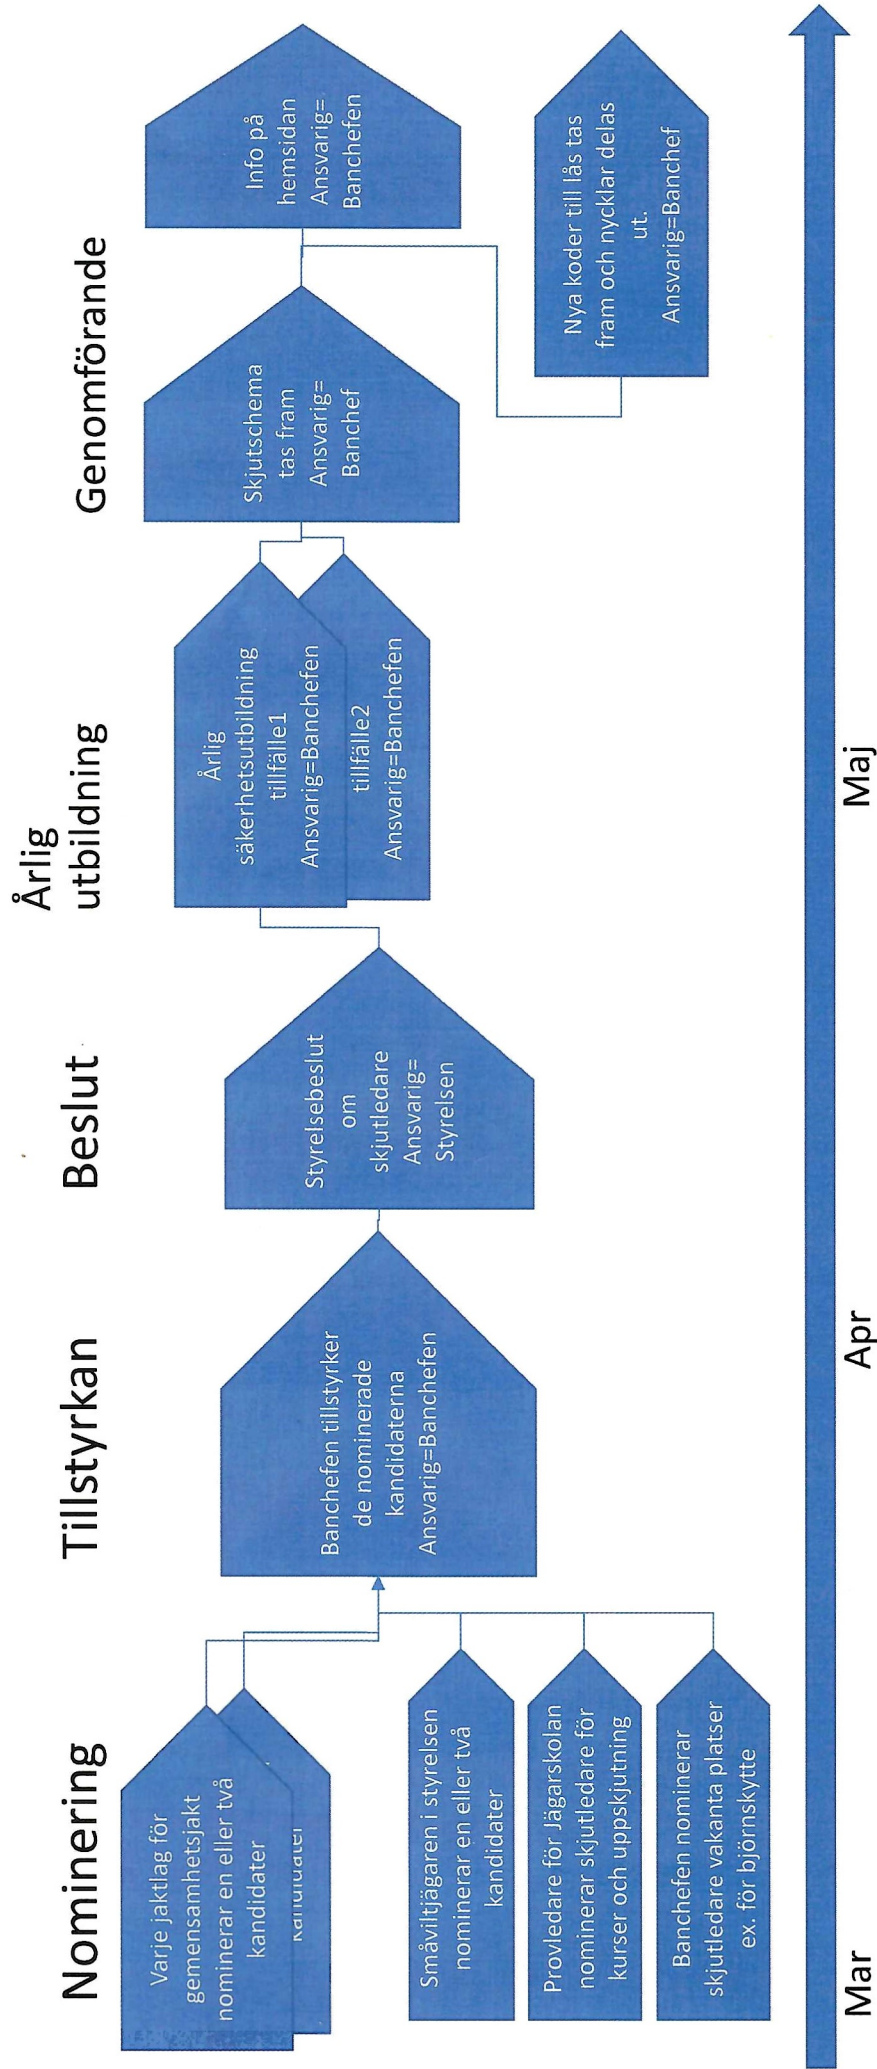 Nominering
Varje jaktlag för
gemensamhetsjakt
nominerar en eller två
kandidater
kandidater
Småviltjägaren i styrelsen
nominerar en eller två
kandidater
Provledare för Jägarskolan
nominerar skjutledare för
kurser och uppskjutning
Banchefen nominerar
skjutledare vakanta platser
ex. för björnskytte
Tillstyrkan
Banchefen tillstyrker
de nominerade
kandidaterna
Ansvarig=Banchefen
Beslut
Styrelsebeslut
om
skjutledare
Ansvarig=
Styrelsen
Årlig
utbildning
Årlig
säkerhetsutbildning
tillfälle1
Ansvarig=Banchefen
tillfälle2
Ansvarig=Banchefen
Genomförande
Skjutschema
tas fram
Ansvarig=
Banchef
Info på
hemsidan
Ansvarig=
Banchefen
Nya koder till lås tas
fram och nycklar delas
ut.
Ansvarig=Banchef
Mar
Apr
Maj